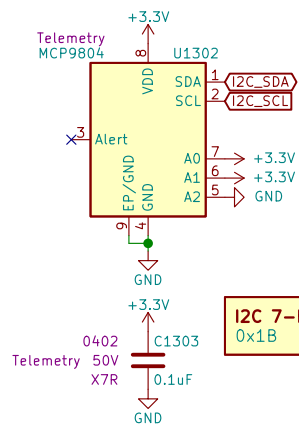 +3.3V
Telemetry
MCP9804
U1302
8
VDD
SDA 1 I2C_SDA
SCL 2 I2C_SCL
3 Alert
A0 7 +3.3V
A1 6 +3.3V
A2 5 GND
EP/GND
GND
9
4
GND
+3.3V
I2C 7-
0x1B
0402 C1303
Telemetry 50V
X7R 0.1uF
GND